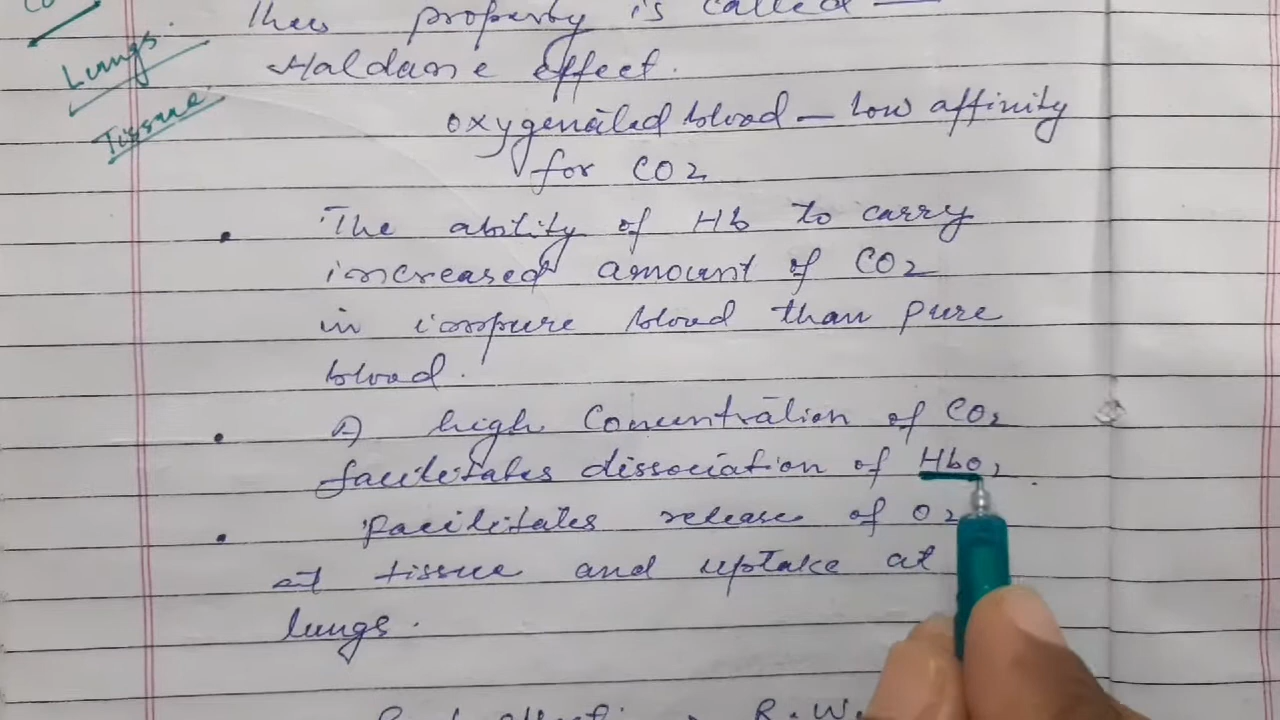 This property is called —
Haldane effect.
Lungs.
Tissue
oxygenated blood — low affinity
for CO2
• The ability of Hb to carry
increased amount of CO2
in impure blood than pure
blood.
• A high Concentration of CO2
facilitates dissociation of HbO2.
• facilitates release of O2
at tissue and uptake at
lungs.